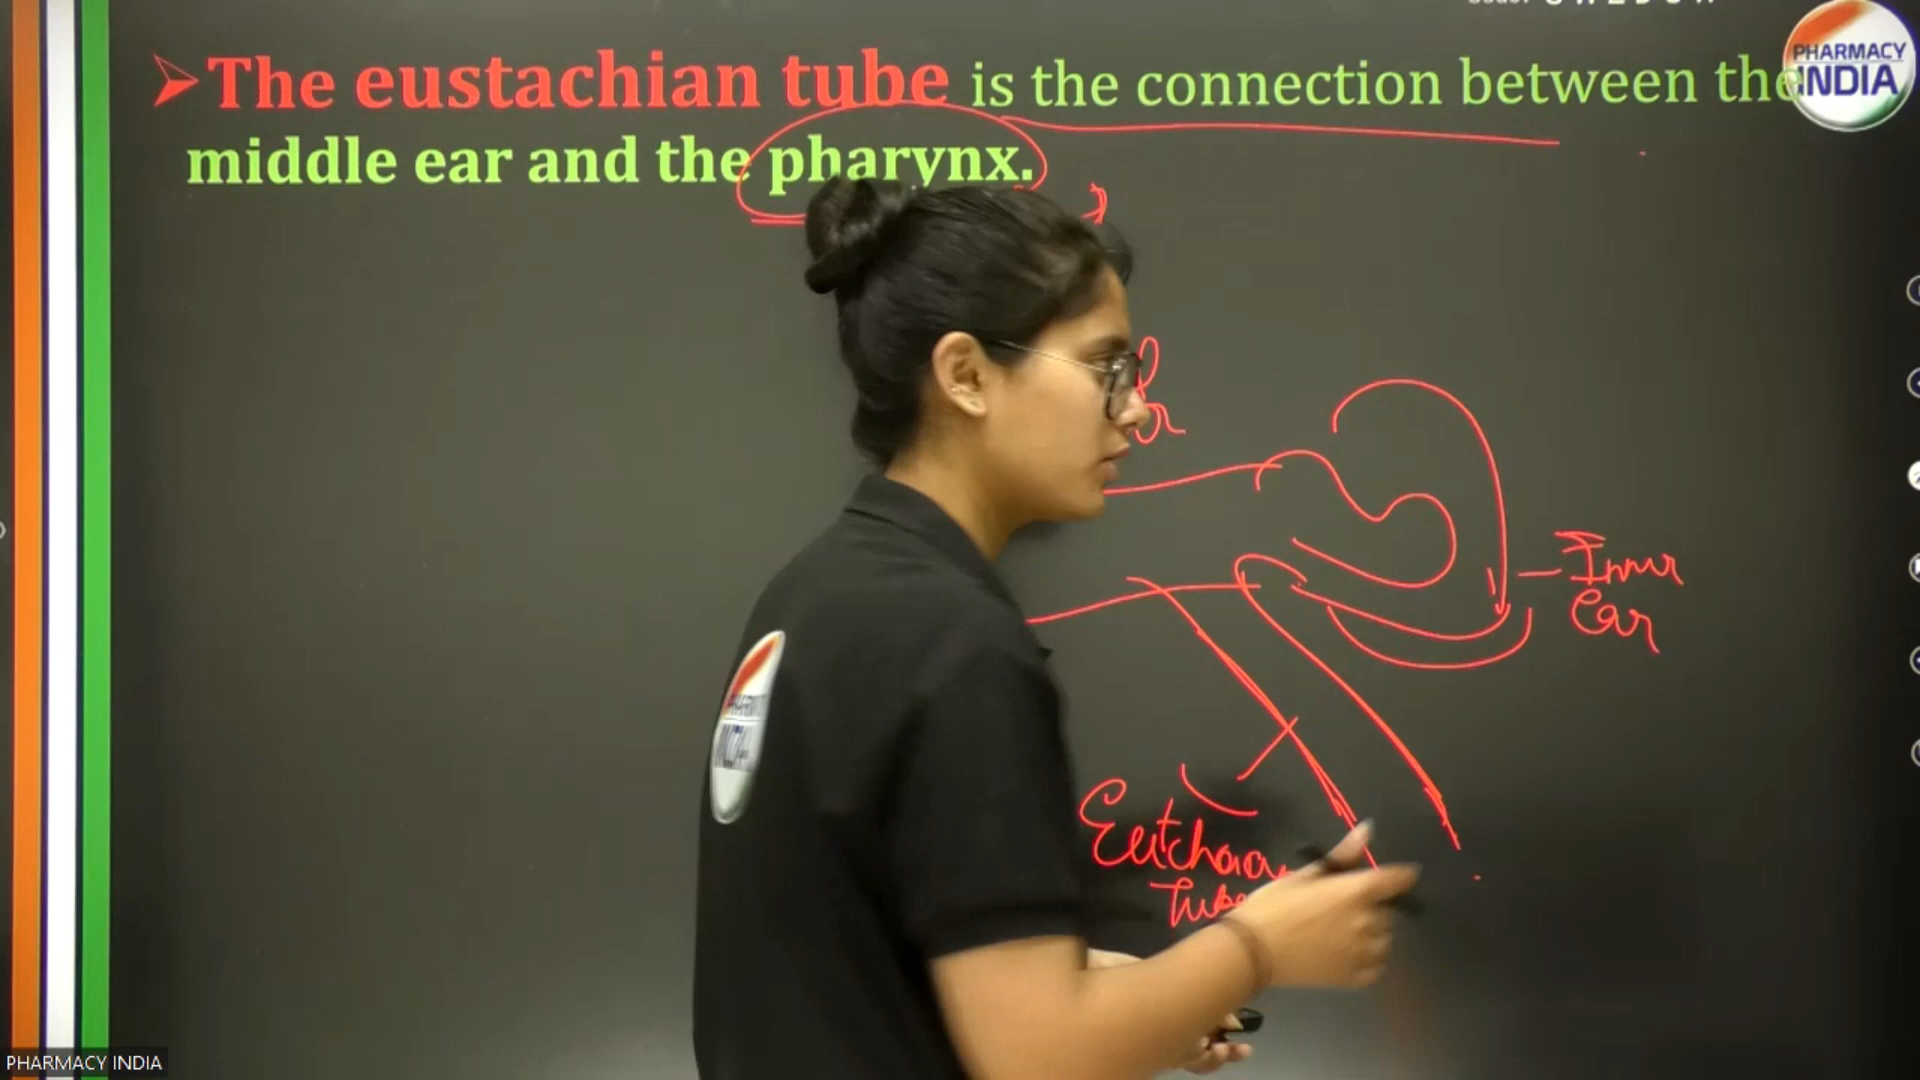 The eustachian tube is the connection between the
middle ear and the pharynx.
PHARMACY
INDIA
Inner
Ear
Tube
PHARMACY INDIA